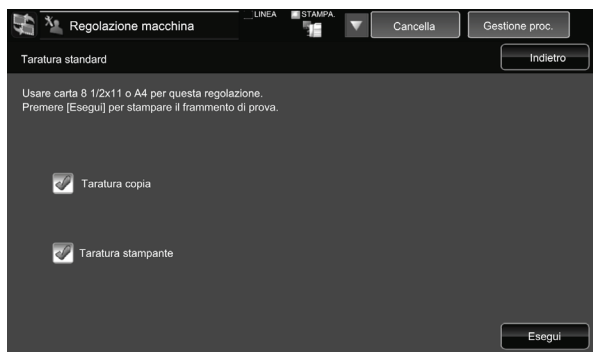 Regolazione macchina
LINEA
STAMPA.
Cancella
Gestione proc.
Taratura standard
Indietro
Usare carta 8 1/2x11 o A4 per questa regolazione.
Premere [Esegui] per stampare il frammento di prova.
Taratura copia
Taratura stampante
Esegui